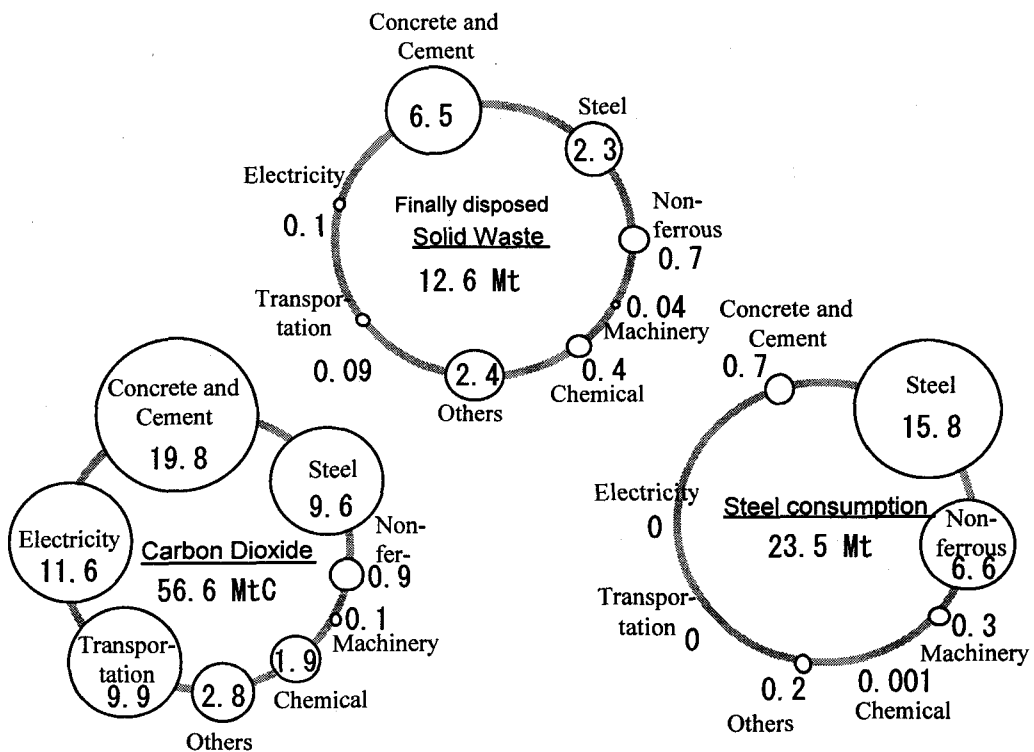 Concrete and
Cement
6.5
Steel
2.3
Electricity
0.1
Finally disposed
Solid Waste
12.6 Mt
Non-
ferrous
0.7
Transpor-
tation
0.09
0.04
Machinery
0.4
Chemical
2.4
Others
Concrete and
Cement
19.8
Steel
9.6
Electricity
11.6
Carbon Dioxide
56.6 MtC
Non-
fer-
0.9
0.1
Machinery
Transpor-
tation
9.9
1.9
Chemical
2.8
Others
Concrete and
Cement
0.7
Steel
15.8
Electricity
0
Steel consumption
23.5 Mt
Non-
ferrous
6.6
Transpor-
tation
0
0.3
Machinery
0.2
Others
0.001
Chemical